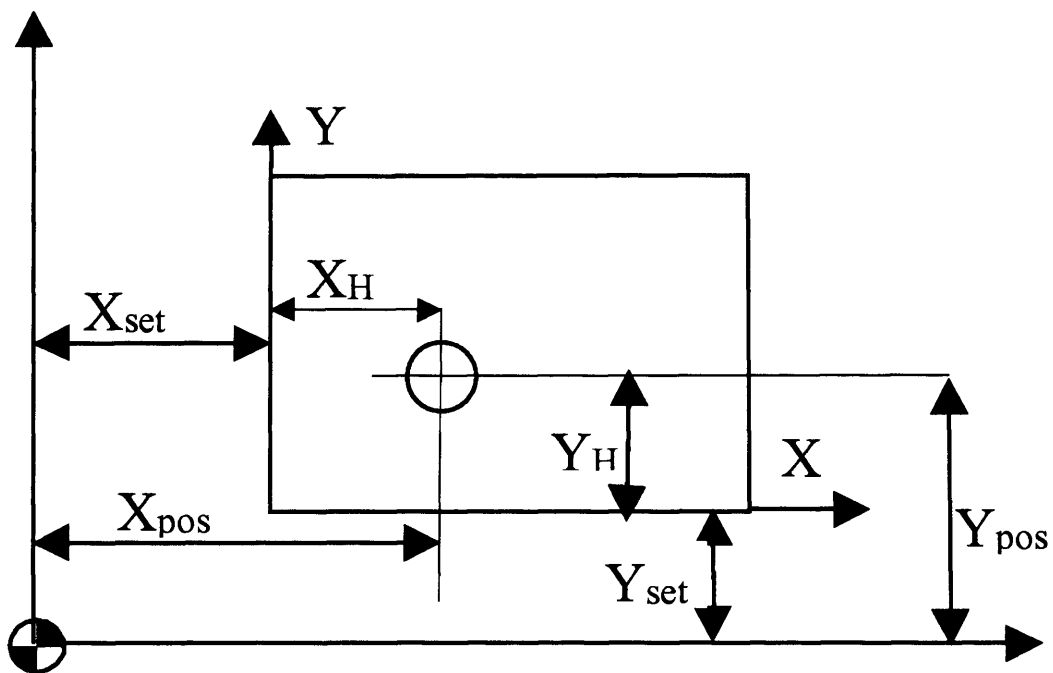 Y
XH
Xset
YH
X
Xpos
Ypos
Yset